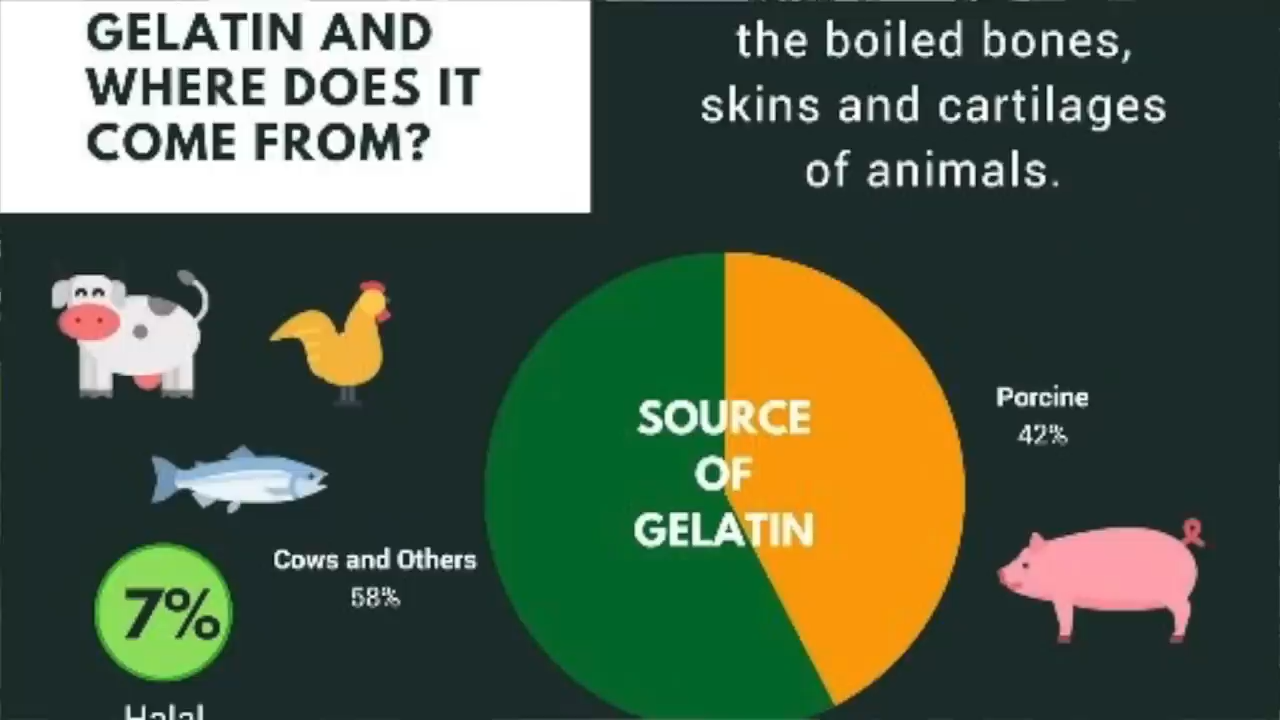 GELATIN AND
WHERE DOES IT
COME FROM?
the boiled bones,
skins and cartilages
of animals.
SOURCE
OF
GELATIN
Porcine
42%
Cows and Others
58%
7%
Halal